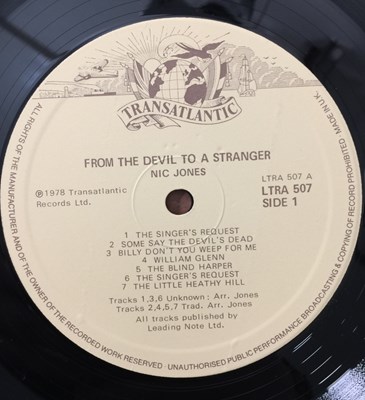 TRANSATLANTIC
FROM THE DEVIL TO A STRANGER
NIC JONES
LTRA 507 A
℗1978 Transatlantic
Records Ltd.
LTRA 507
SIDE 1
1 THE SINGER'S REQUEST
2 SOME SAY THE DEVIL'S DEAD
3 BILLY DON'T YOU WEEP FOR ME
4 WILLIAM GLENN
5 THE BLIND HARPER
6 THE SINGER'S REQUEST
7 THE LITTLE HEATHY HILL
Tracks 1,3,6 Unknown: Arr. Jones
Tracks 2,4,5,7 Trad. Arr. Jones
All tracks published by
Leading Note Ltd.
ALL RIGHTS OF THE MANUFACTURER AND OF THE OWNER OF THE RECORDED WORK RESERVED · UNAUTHORISED PUBLIC PERFORMANCE BROADCASTING & COPYING OF RECORD PROHIBITED MADE IN U.K.